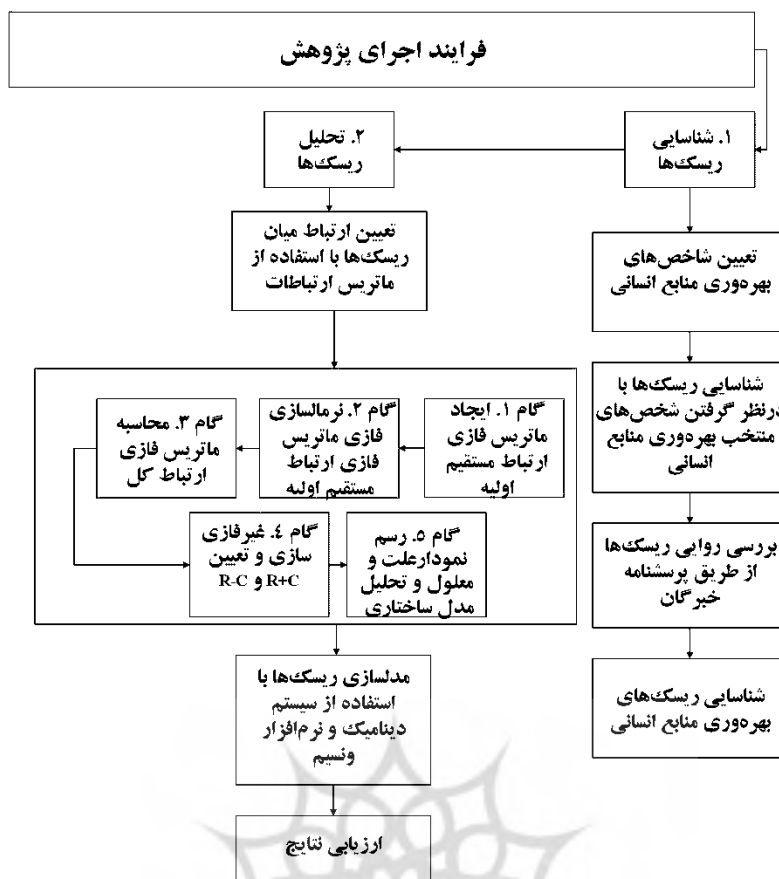 فرایند اجرای پژوهش
۱. شناسایی
ریسک‌ها
۲. تحلیل
ریسک‌ها
تعیین شاخص‌های
بهره‌وری منابع انسانی
شناسایی ریسک‌ها با
درنظر گرفتن شخص‌های
منتخب بهره‌وری منابع
انسانی
بررسی روایی ریسک‌ها
از طریق پرسشنامه
خبرگان
شناسایی ریسک‌های
بهره‌وری منابع انسانی
تعیین ارتباط میان
ریسک‌ها با استفاده از
ماتریس ارتباطات
گام ۱. ایجاد
ماتریس فازی
ارتباط مستقیم
اولیه
گام ۲. نرمالسازی
فازی ماتریس
فازی ارتباط
مستقیم اولیه
گام ۳. محاسبه
ماتریس فازی
ارتباط کل
گام ٤. غیرفازی
سازی و تعیین
R+C و R-C
گام ۵. رسم
نمودارعلت و
معلول و تحلیل
مدل ساختاری
مدلسازی ریسک‌ها با
استفاده از سیستم
دینامیک و نرم‌افزار
ونسیم
ارزیابی نتایج